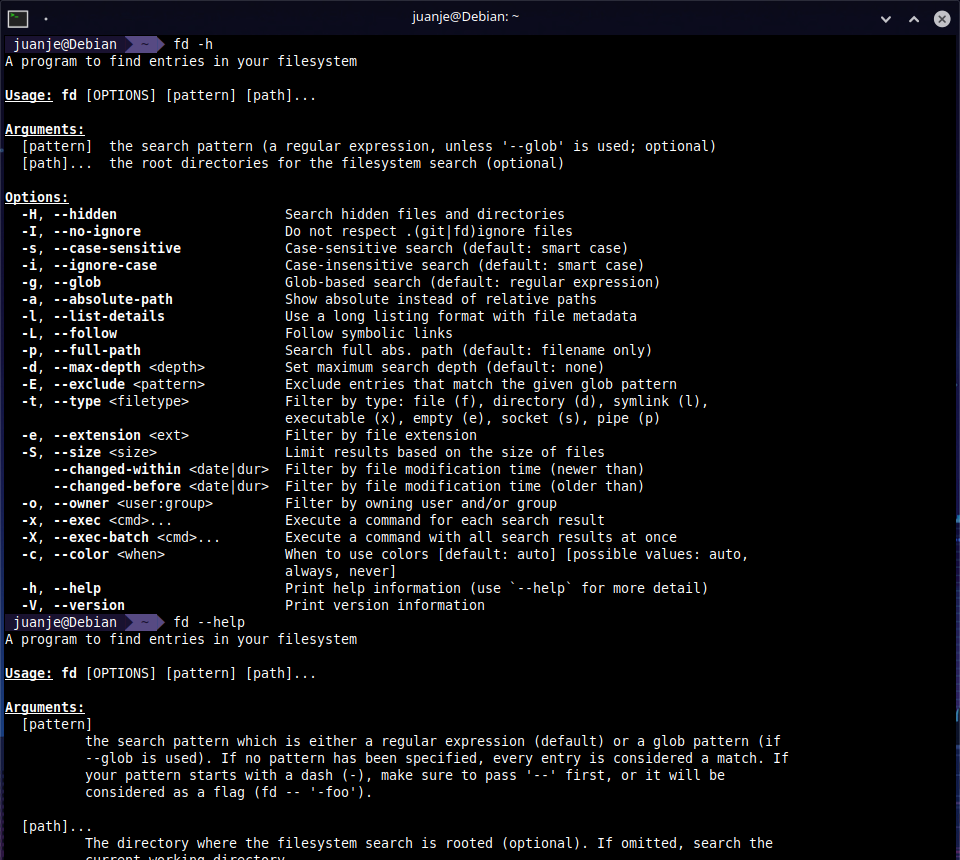 juanje@Debian: ~
juanje@Debian ~ fd -h
A program to find entries in your filesystem
Usage: fd [OPTIONS] [pattern] [path]...
Arguments:
[pattern]  the search pattern (a regular expression, unless '--glob' is used; optional)
[path]...  the root directories for the filesystem search (optional)
Options:
-H, --hidden                     Search hidden files and directories
-I, --no-ignore                  Do not respect .(git|fd)ignore files
-s, --case-sensitive             Case-sensitive search (default: smart case)
-i, --ignore-case                Case-insensitive search (default: smart case)
-g, --glob                       Glob-based search (default: regular expression)
-a, --absolute-path              Show absolute instead of relative paths
-l, --list-details               Use a long listing format with file metadata
-L, --follow                     Follow symbolic links
-p, --full-path                  Search full abs. path (default: filename only)
-d, --max-depth <depth>          Set maximum search depth (default: none)
-E, --exclude <pattern>          Exclude entries that match the given glob pattern
-t, --type <filetype>            Filter by type: file (f), directory (d), symlink (l),
executable (x), empty (e), socket (s), pipe (p)
-e, --extension <ext>            Filter by file extension
-S, --size <size>                Limit results based on the size of files
--changed-within <date|dur>  Filter by file modification time (newer than)
--changed-before <date|dur>  Filter by file modification time (older than)
-o, --owner <user:group>         Filter by owning user and/or group
-x, --exec <cmd>...              Execute a command for each search result
-X, --exec-batch <cmd>...        Execute a command with all search results at once
-c, --color <when>               When to use colors [default: auto] [possible values: auto,
always, never]
-h, --help                       Print help information (use `--help` for more detail)
-V, --version                    Print version information
juanje@Debian ~ fd --help
A program to find entries in your filesystem
Usage: fd [OPTIONS] [pattern] [path]...
Arguments:
[pattern]
the search pattern which is either a regular expression (default) or a glob pattern (if
--glob is used). If no pattern has been specified, every entry is considered a match. If
your pattern starts with a dash (-), make sure to pass '--' first, or it will be
considered as a flag (fd -- '-foo').
[path]...
The directory where the filesystem search is rooted (optional). If omitted, search the
current working directory.